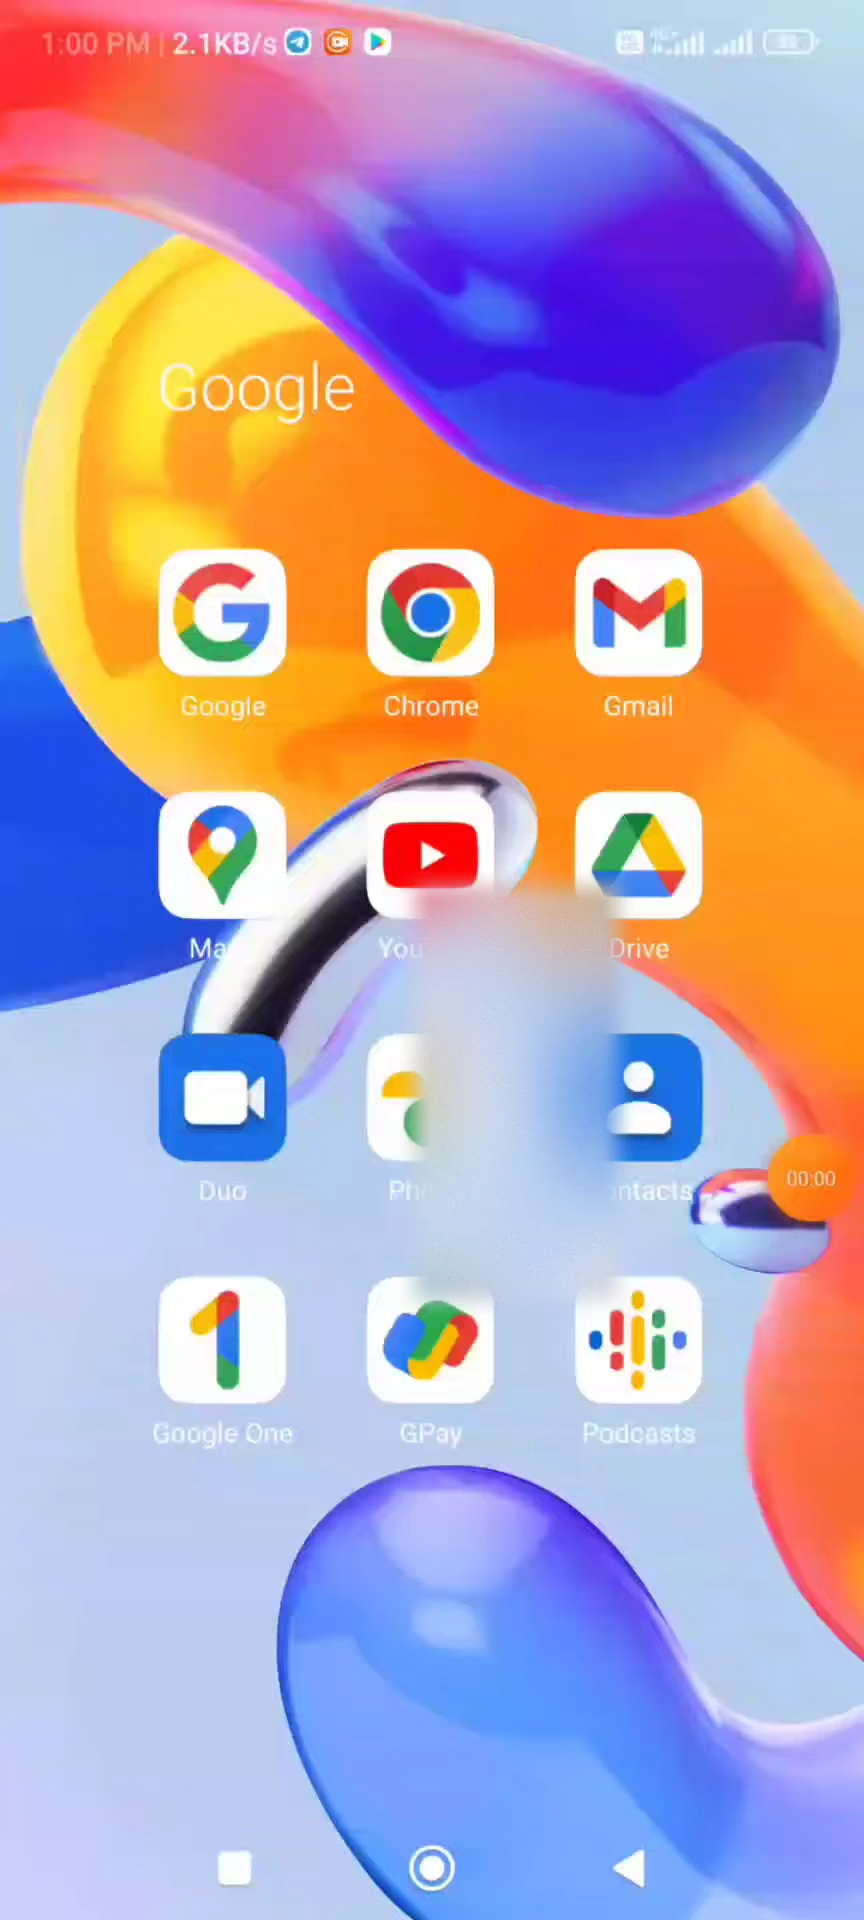 1:00 PM | 2.1KB/s
Google
Google Chrome Gmail
Drive
Duo
00:00
Google One GPay Podcasts